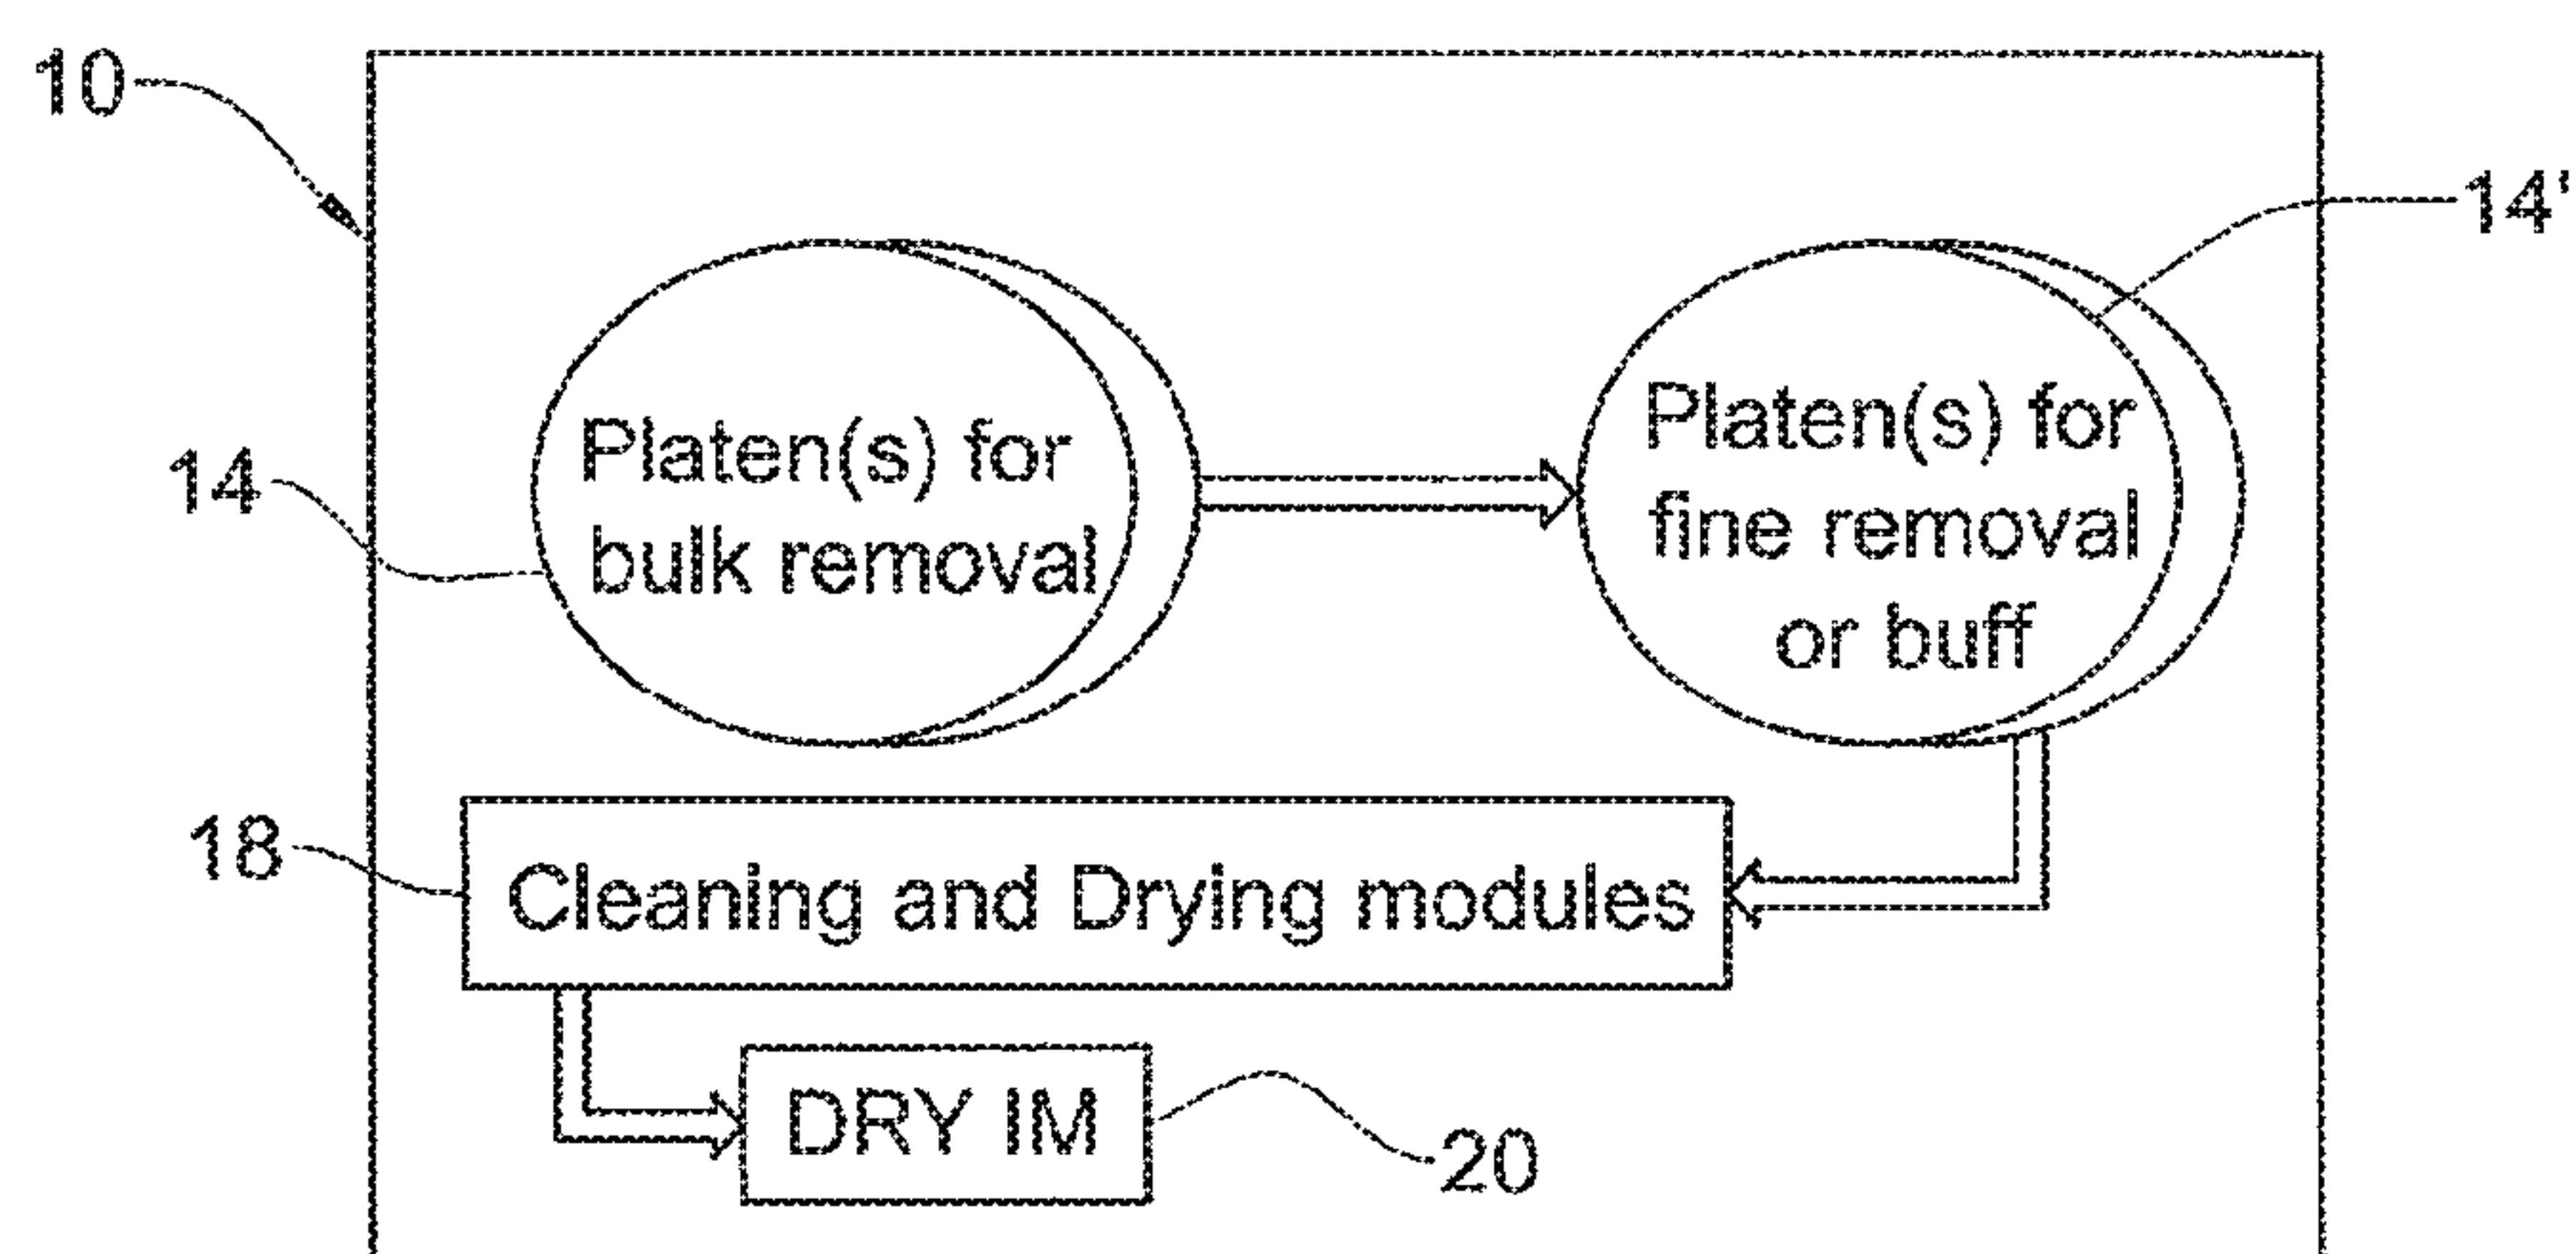 10
14'
Platen(s) for
bulk removal
Platen(s) for
fine removal
or buff
14
18
Cleaning and Drying modules
DRY IM
20